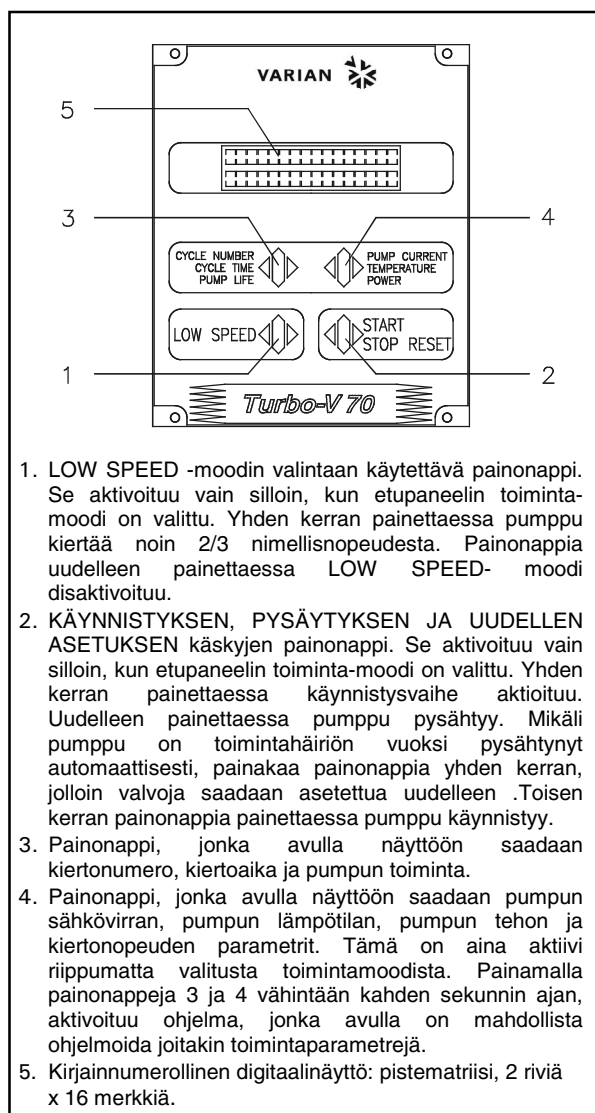 VARIAN
5
3
4
CYCLE NUMBER
CYCLE TIME
PUMP LIFE
PUMP CURRENT
TEMPERATURE
POWER
LOW SPEED
START
STOP RESET
1
2
Turbo-V 70
1. LOW SPEED -moodin valintaan käytettävä painonappi.
Se aktivoituu vain silloin, kun etupaneelin toiminta-
moodi on valittu. Yhden kerran painettaessa pumppu
kiertää noin 2/3 nimellisnopeudesta. Painonappia
uudelleen painettaessa LOW SPEED- moodi
disaktivoituu.
2. KÄYNNISTYKSEN, PYSÄYTYKSEN JA UUDELLEN
ASETUKSEN käskyjen painonappi. Se aktivoituu vain
silloin, kun etupaneelin toiminta-moodi on valittu. Yhden
kerran painettaessa käynnistysvaihe aktioituu.
Uudelleen painettaessa pumppu pysähtyy. Mikäli
pumppu on toimintahäiriön vuoksi pysähtynyt
automaattisesti, painakaa painonappia yhden kerran,
jolloin valvoja saadaan asetettua uudelleen .Toisen
kerran painonappia painettaessa pumppu käynnistyy.
3. Painonappi, jonka avulla näyttöön saadaan
kiertonumero, kiertoaika ja pumpun toiminta.
4. Painonappi, jonka avulla näyttöön saadaan pumpun
sähkövirran, pumpun lämpötilan, pumpun tehon ja
kiertonopeuden parametrit. Tämä on aina aktiivi
riippumatta valitusta toimintamoodista. Painamalla
painonappeja 3 ja 4 vähintään kahden sekunnin ajan,
aktivoituu ohjelma, jonka avulla on mahdollista
ohjelmoida joitakin toimintaparametrejä.
5. Kirjainnumerollinen digitaalinäyttö: pistematriisi, 2 riviä
x 16 merkkiä.